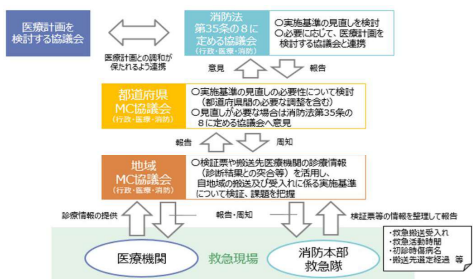 医療計画を
検討する協議会
医療計画との調和が
保たれるよう連携
消防法
第35条の8に
定める協議会
(行政・医療・消防)
○実施基準の見直しを検討
○必要に応じて、医療計画を
検討する協議会と連携
意見
報告
都道府県
MC協議会
(行政・医療・消防)
○実施基準の見直しの必要性について検討
(都道府県間の必要な調整を含む)
○見直しが必要な場合は消防法第35条の
8に定める協議会へ意見
報告
周知
地域
MC協議会
(行政・医療・消防)
○検証票や搬送先医療機関の診療情報
(診断結果との突合等)を活用し、
自地域の搬送及び受入れに係る実施基準
について検証、課題を把握
診療情報の提供
報告・周知
検証票等の情報を整理して報告
医療機関
救急現場
消防本部
救急隊
・救急搬送受入れ
・救急活動時間
・初診時傷病名
・搬送先選定経過 等